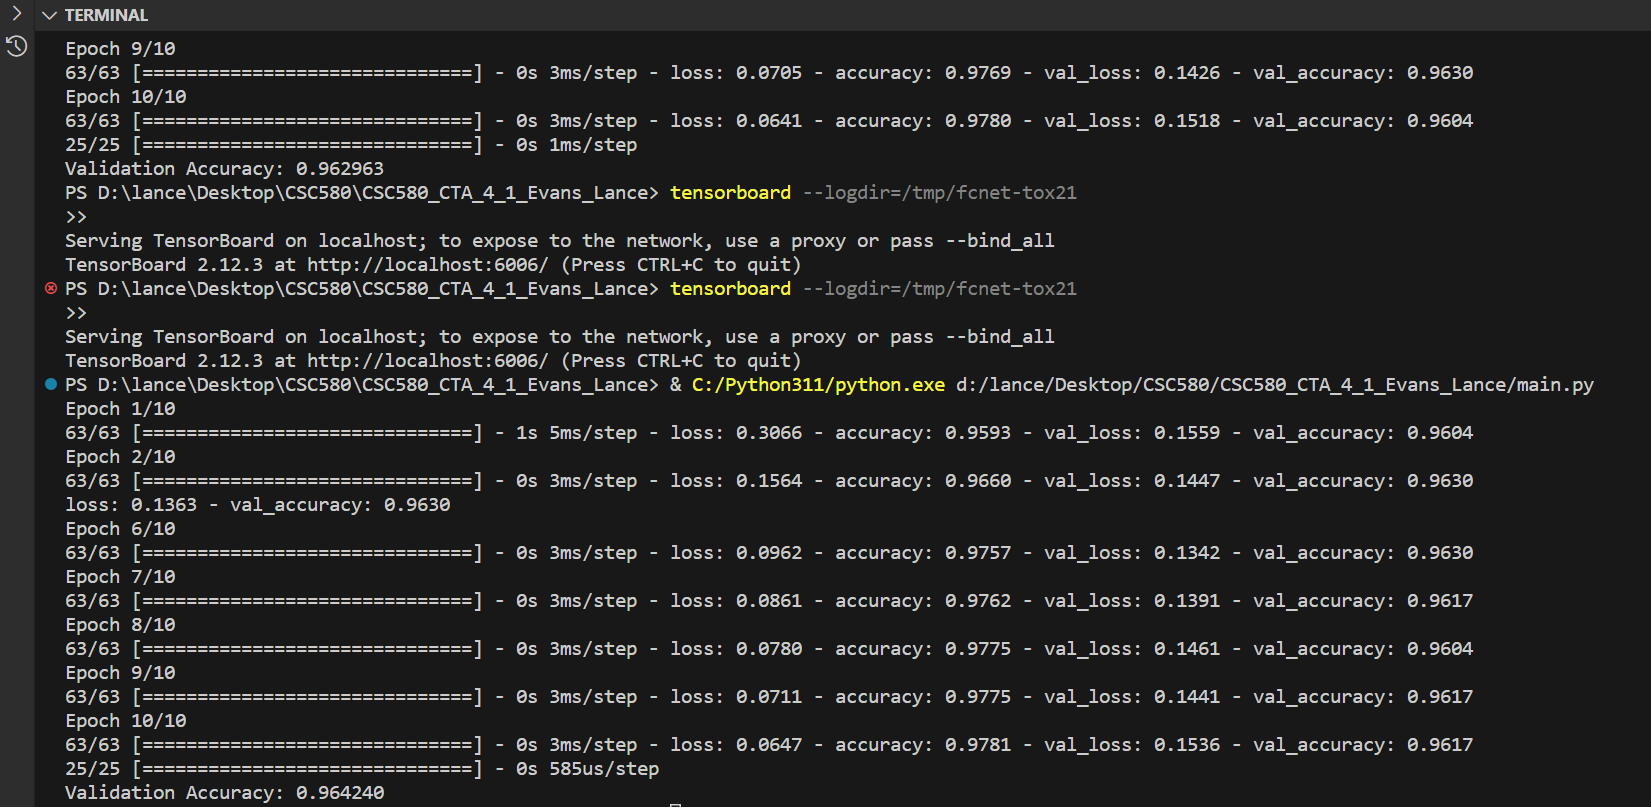 TERMINAL
Epoch 9/10
63/63 [==============================] - 0s 3ms/step - loss: 0.0705 - accuracy: 0.9769 - val_loss: 0.1426 - val_accuracy: 0.9630
Epoch 10/10
63/63 [==============================] - 0s 3ms/step - loss: 0.0641 - accuracy: 0.9780 - val_loss: 0.1518 - val_accuracy: 0.9604
25/25 [==============================] - 0s 1ms/step
Validation Accuracy: 0.962963
PS D:\lance\Desktop\CSC580\CSC580_CTA_4_1_Evans_Lance> tensorboard --logdir=/tmp/fcnet-tox21
>>
Serving TensorBoard on localhost; to expose to the network, use a proxy or pass --bind_all
TensorBoard 2.12.3 at http://localhost:6006/ (Press CTRL+C to quit)
PS D:\lance\Desktop\CSC580\CSC580_CTA_4_1_Evans_Lance> tensorboard --logdir=/tmp/fcnet-tox21
>>
Serving TensorBoard on localhost; to expose to the network, use a proxy or pass --bind_all
TensorBoard 2.12.3 at http://localhost:6006/ (Press CTRL+C to quit)
PS D:\lance\Desktop\CSC580\CSC580_CTA_4_1_Evans_Lance> & C:/Python311/python.exe d:/lance/Desktop/CSC580/CSC580_CTA_4_1_Evans_Lance/main.py
Epoch 1/10
63/63 [==============================] - 1s 5ms/step - loss: 0.3066 - accuracy: 0.9593 - val_loss: 0.1559 - val_accuracy: 0.9604
Epoch 2/10
63/63 [==============================] - 0s 3ms/step - loss: 0.1564 - accuracy: 0.9660 - val_loss: 0.1447 - val_accuracy: 0.9630
loss: 0.1363 - val_accuracy: 0.9630
Epoch 6/10
63/63 [==============================] - 0s 3ms/step - loss: 0.0962 - accuracy: 0.9757 - val_loss: 0.1342 - val_accuracy: 0.9630
Epoch 7/10
63/63 [==============================] - 0s 3ms/step - loss: 0.0861 - accuracy: 0.9762 - val_loss: 0.1391 - val_accuracy: 0.9617
Epoch 8/10
63/63 [==============================] - 0s 3ms/step - loss: 0.0780 - accuracy: 0.9775 - val_loss: 0.1461 - val_accuracy: 0.9604
Epoch 9/10
63/63 [==============================] - 0s 3ms/step - loss: 0.0711 - accuracy: 0.9775 - val_loss: 0.1441 - val_accuracy: 0.9617
Epoch 10/10
63/63 [==============================] - 0s 3ms/step - loss: 0.0647 - accuracy: 0.9781 - val_loss: 0.1536 - val_accuracy: 0.9617
25/25 [==============================] - 0s 585us/step
Validation Accuracy: 0.964240